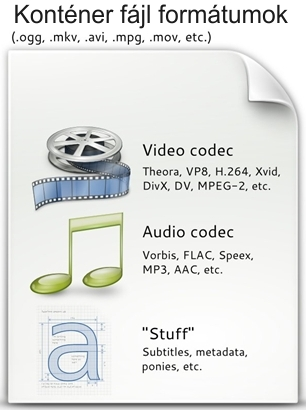 Konténer fájl formátumok
(.ogg, .mkv, .avi, .mpg, .mov, etc.)
Video codec
Theora, VP8, H.264, Xvid,
DivX, DV, MPEG-2, etc.
Audio codec
Vorbis, FLAC, Speex,
MP3, AAC, etc.
a
"Stuff"
Subtitles, metadata,
ponies, etc.